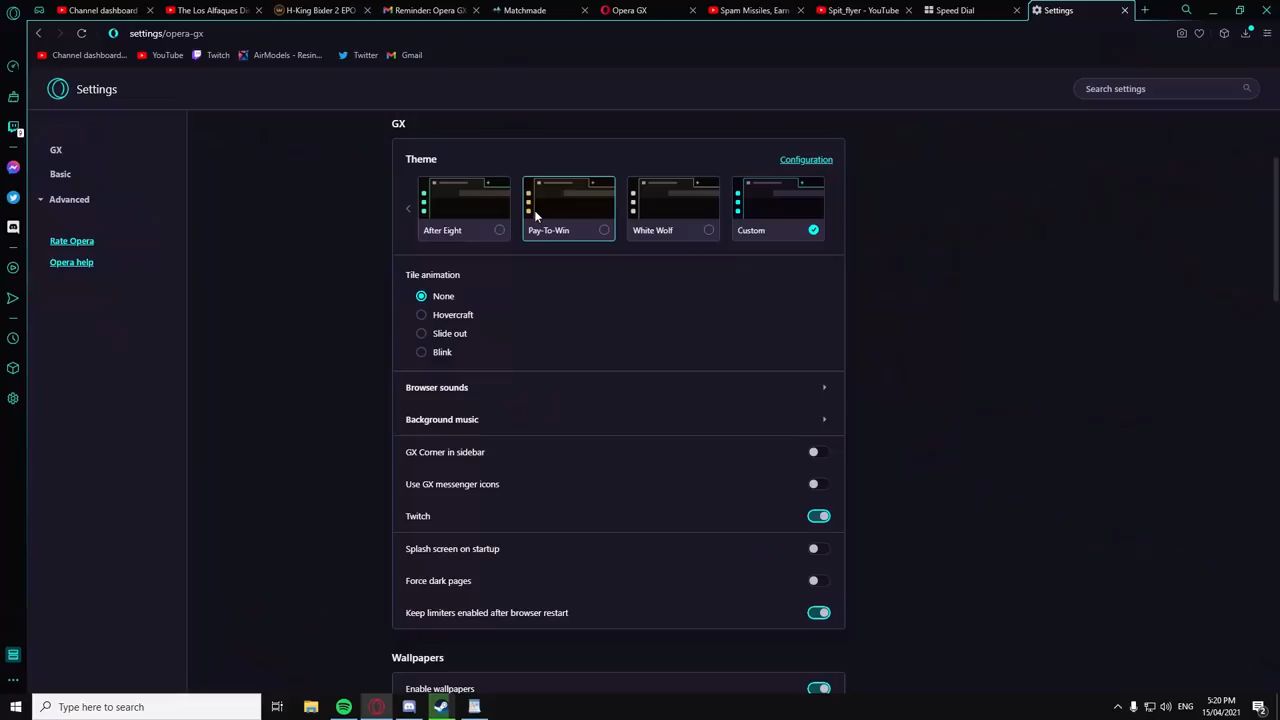 Channel dashboard
The Los Alfaques Di
H-King Bixler 2 EPO
Reminder: Opera GX
Matchmade
Opera GX
Spam Missiles, Earn
Spit_flyer - YouTube
Speed Dial
Settings
settings/opera-gx
Channel dashboard...
YouTube
Twitch
AirModels - Resin...
Twitter
Gmail
Settings
Search settings
GX
Basic
Advanced
Rate Opera
Opera help
GX
Theme
Configuration
After Eight
Pay-To-Win
White Wolf
Custom
Tile animation
None
Hovercraft
Slide out
Blink
Browser sounds
Background music
GX Corner in sidebar
Use GX messenger icons
Twitch
Splash screen on startup
Force dark pages
Keep limiters enabled after browser restart
Wallpapers
Enable wallpapers
9
Type here to search
5:20 PM
15/04/2021
2